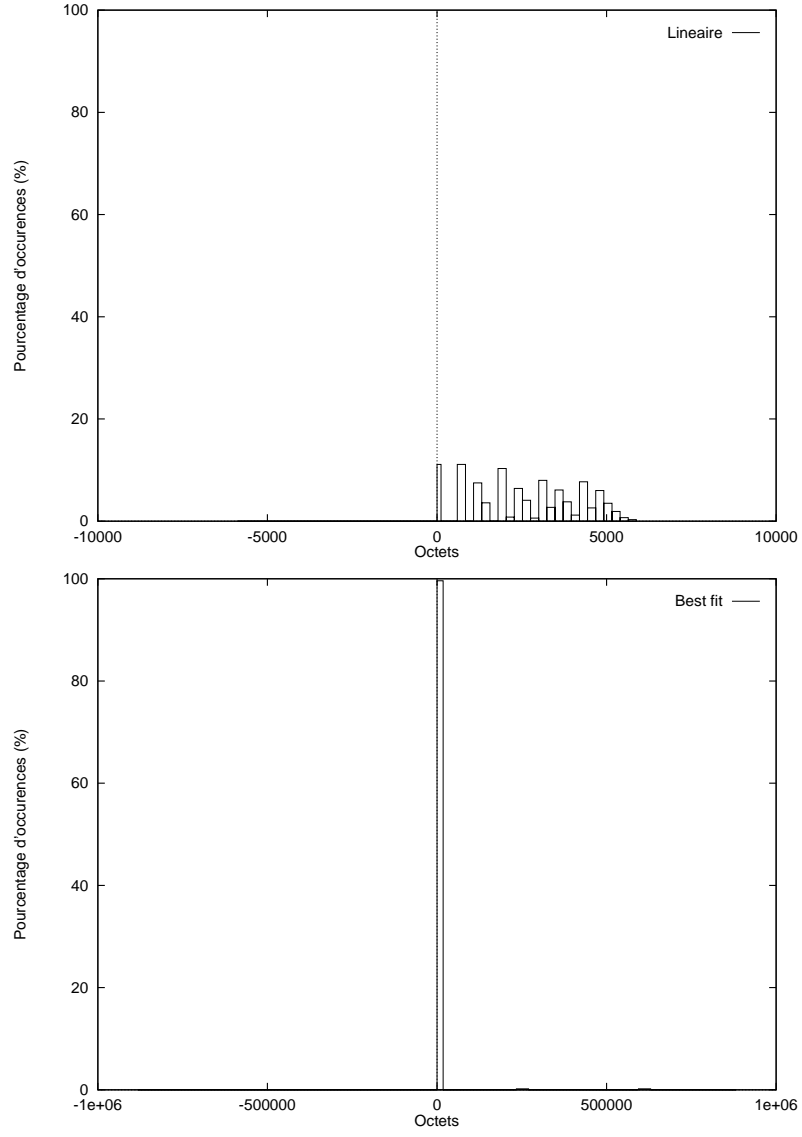 100
80
60
40
20
0
Pourcentage d'occurences (%)
Lineaire
-10000
-5000
0
5000
10000
Octets
100
80
60
40
20
0
Pourcentage d'occurences (%)
Best fit
-1e+06
-500000
0
500000
1e+06
Octets